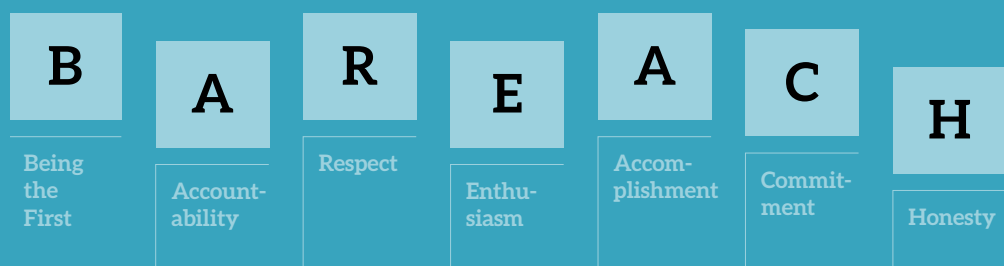 B
Being
the
First
A
Account-
ability
R
Respect
E
Enthu-
siasm
A
Accom-
plishment
C
Commit-
ment
H
Honesty